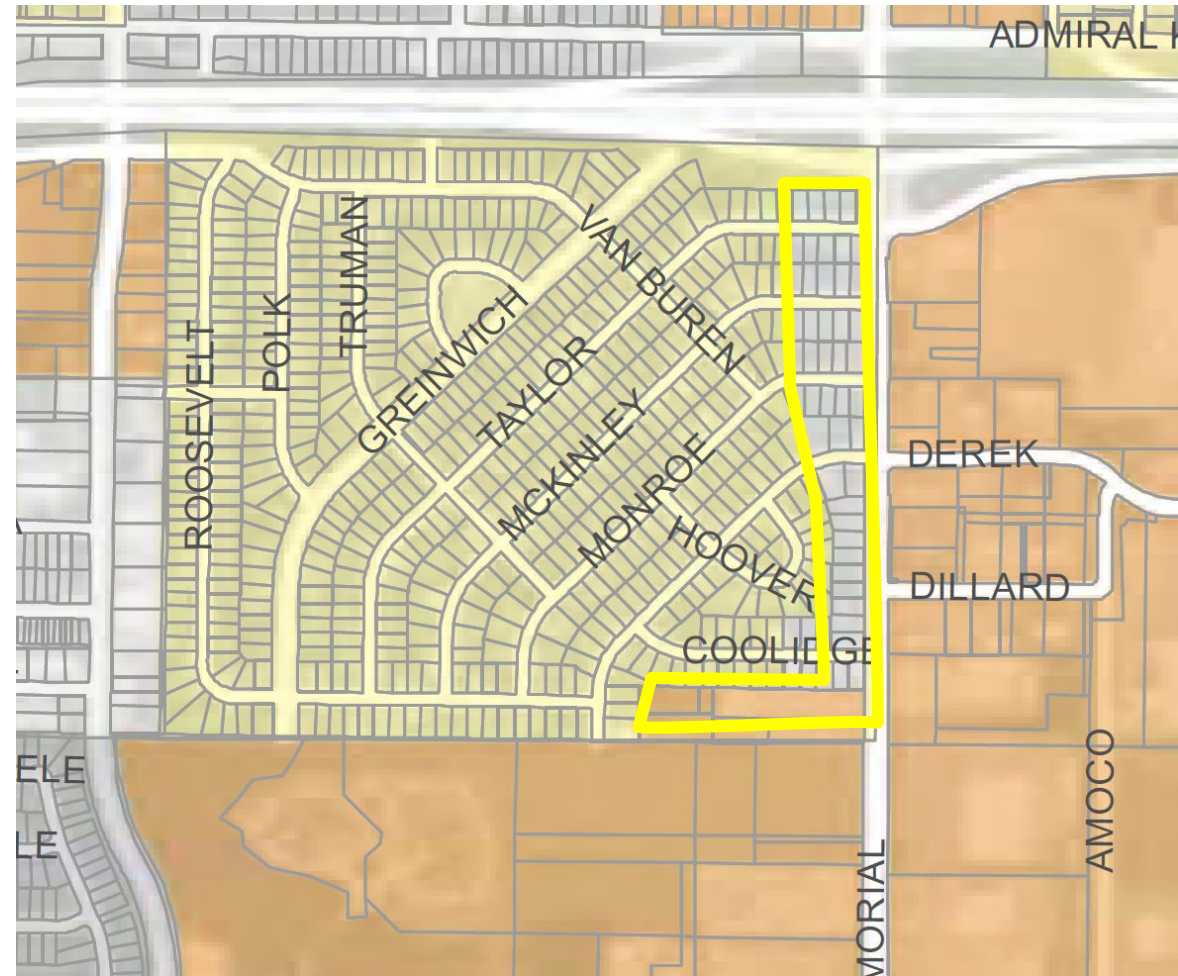 ADMIRAL K
TRUMAN
VAN BUREN
POLK
GREINWICH
ROOSEVELT
TAYLOR
MCKINLEY
MONROE
DEREK
HOOVER
DILLARD
COOLIDGE
ELE
LE
AMOCO
MORIAL